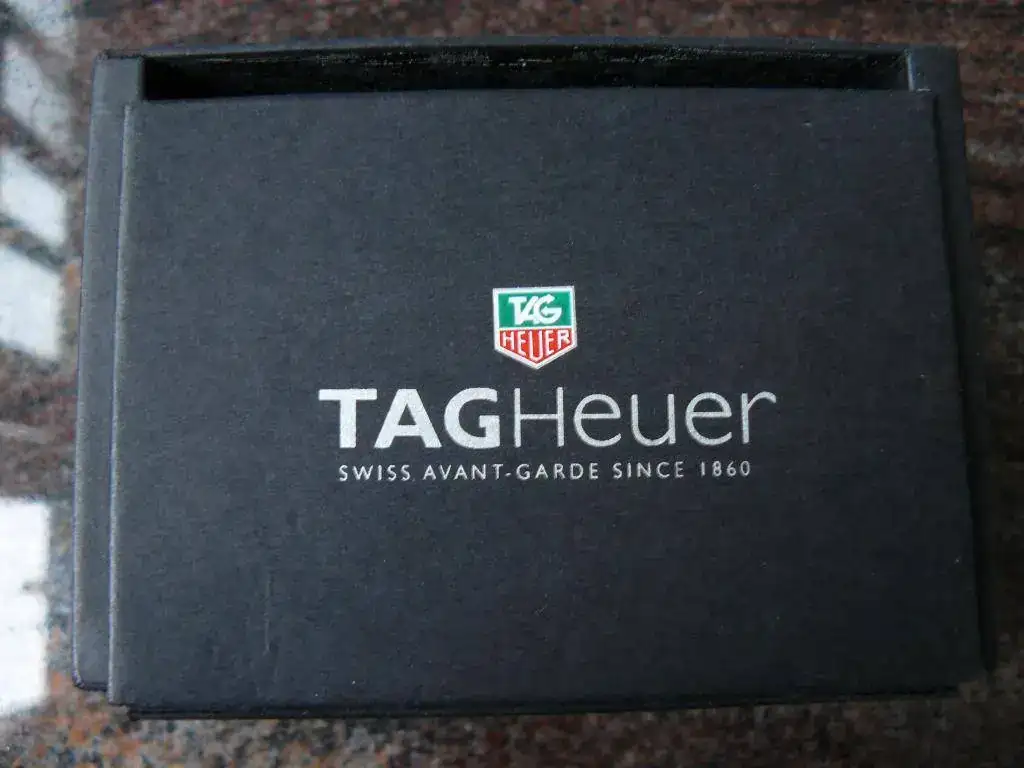 TAG
HEUER
TAGHeuer
SWISS AVANT-GARDE SINCE 1860